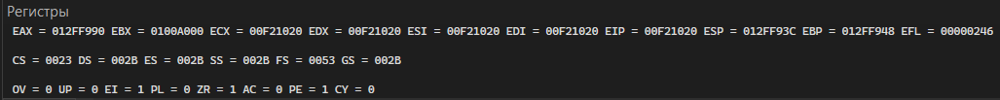 Регистры
EAX = 012FF990 EBX = 0100A000 ECX = 00F21020 EDX = 00F21020 ESI = 00F21020 EDI = 00F21020 EIP = 00F21020 ESP = 012FF93C EBP = 012FF948 EFL = 00000246
CS = 0023 DS = 002B ES = 002B SS = 002B FS = 0053 GS = 002B
OV = 0 UP = 0 EI = 1 PL = 0 ZR = 1 AC = 0 PE = 1 CY = 0